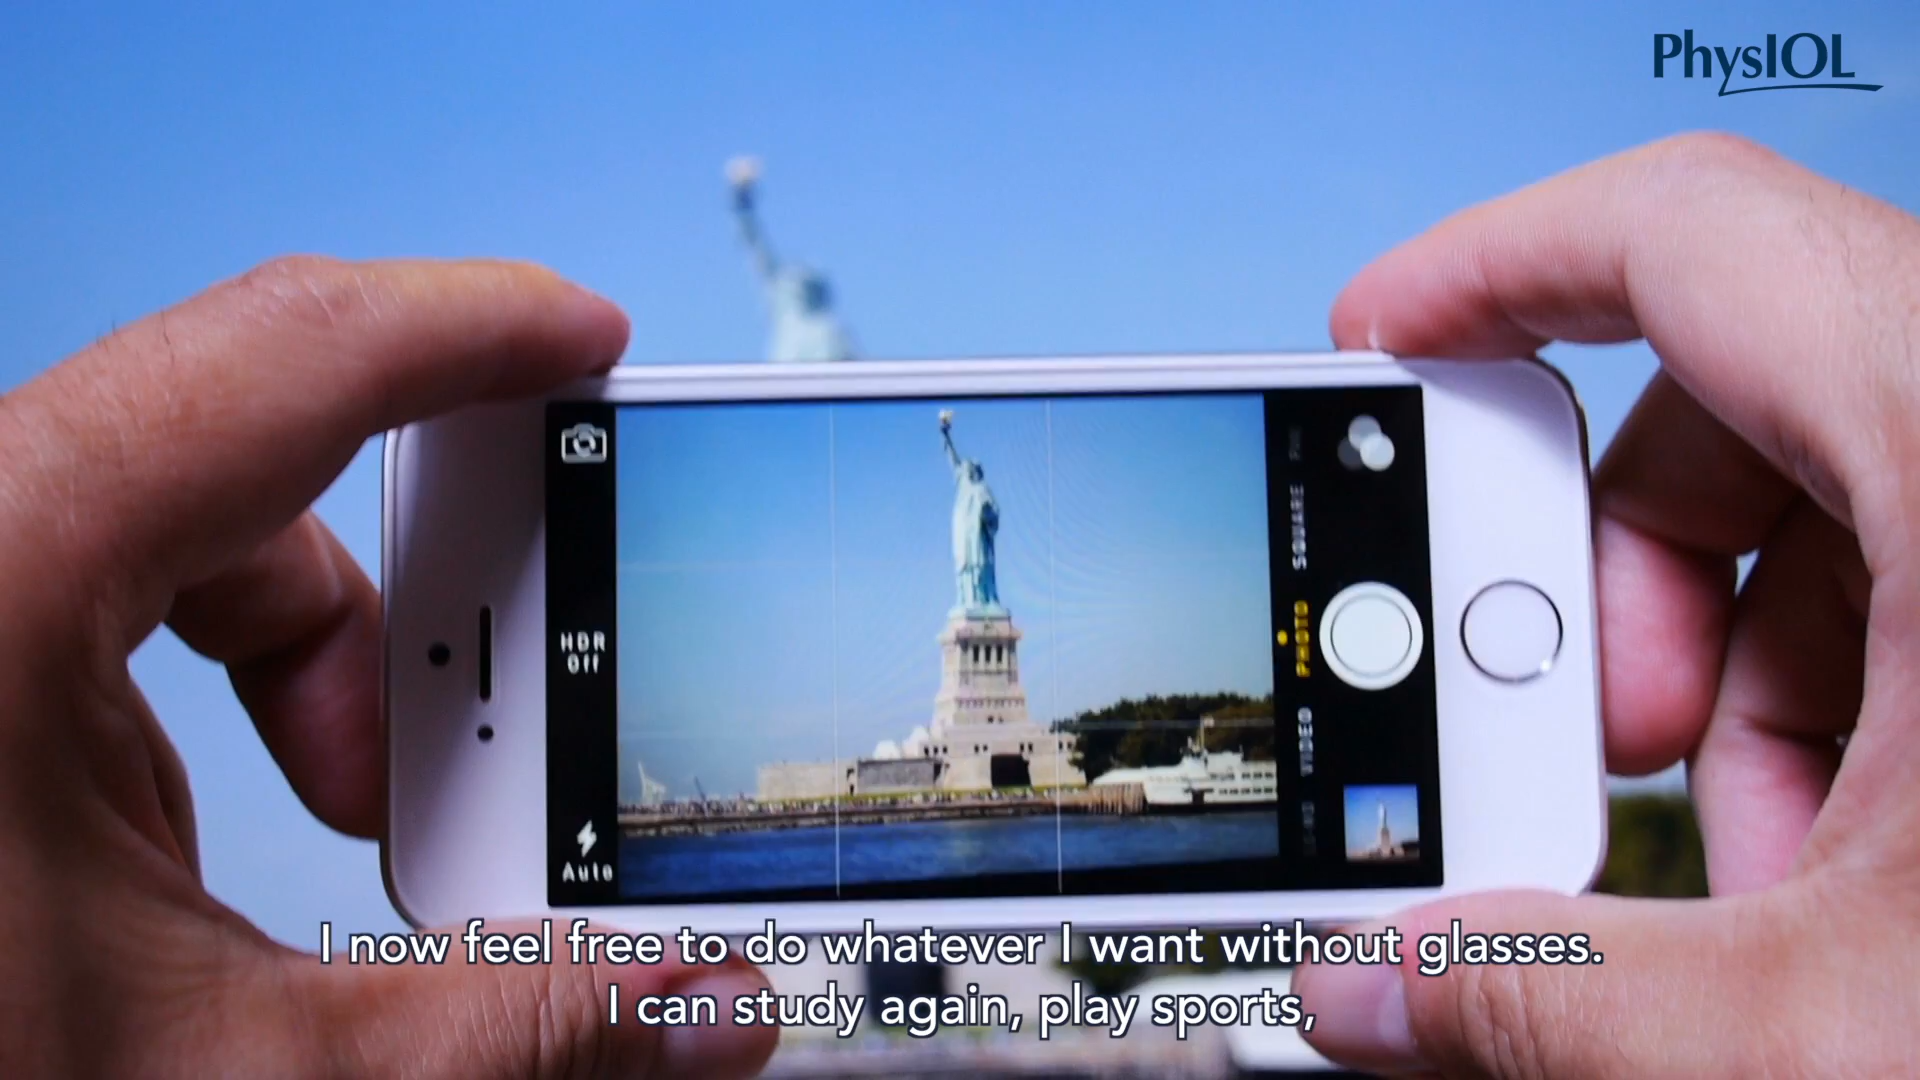 PhysIOL
HDR
Off
Auto
SQUARE
PHOTO
VIDEO
I now feel free to do whatever I want without glasses.
I can study again, play sports,